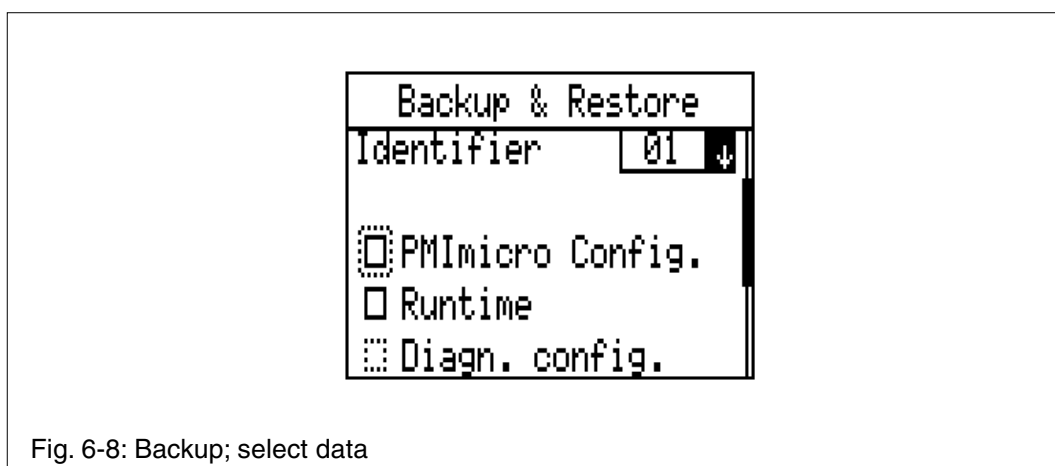 Backup & Restore
Identifier 01 ↓
PMImicro Config.
Runtime
Diagn. config.
Fig. 6-8: Backup; select data